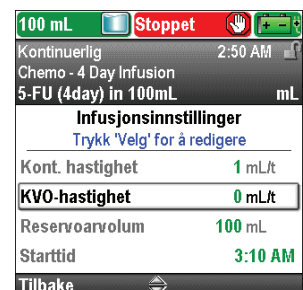 100 mL Stoppet
Kontinuerlig 2:50 AM
Chemo - 4 Day Infusion
5-FU (4day) in 100mL mL
Infusjonsinnstillinger
Trykk 'Velg' for å redigere
Kont. hastighet 1 mL/t
KVO-hastighet 0 mL/t
Reservoarvolum 100 mL
Starttid 3:10 AM
Tilbake